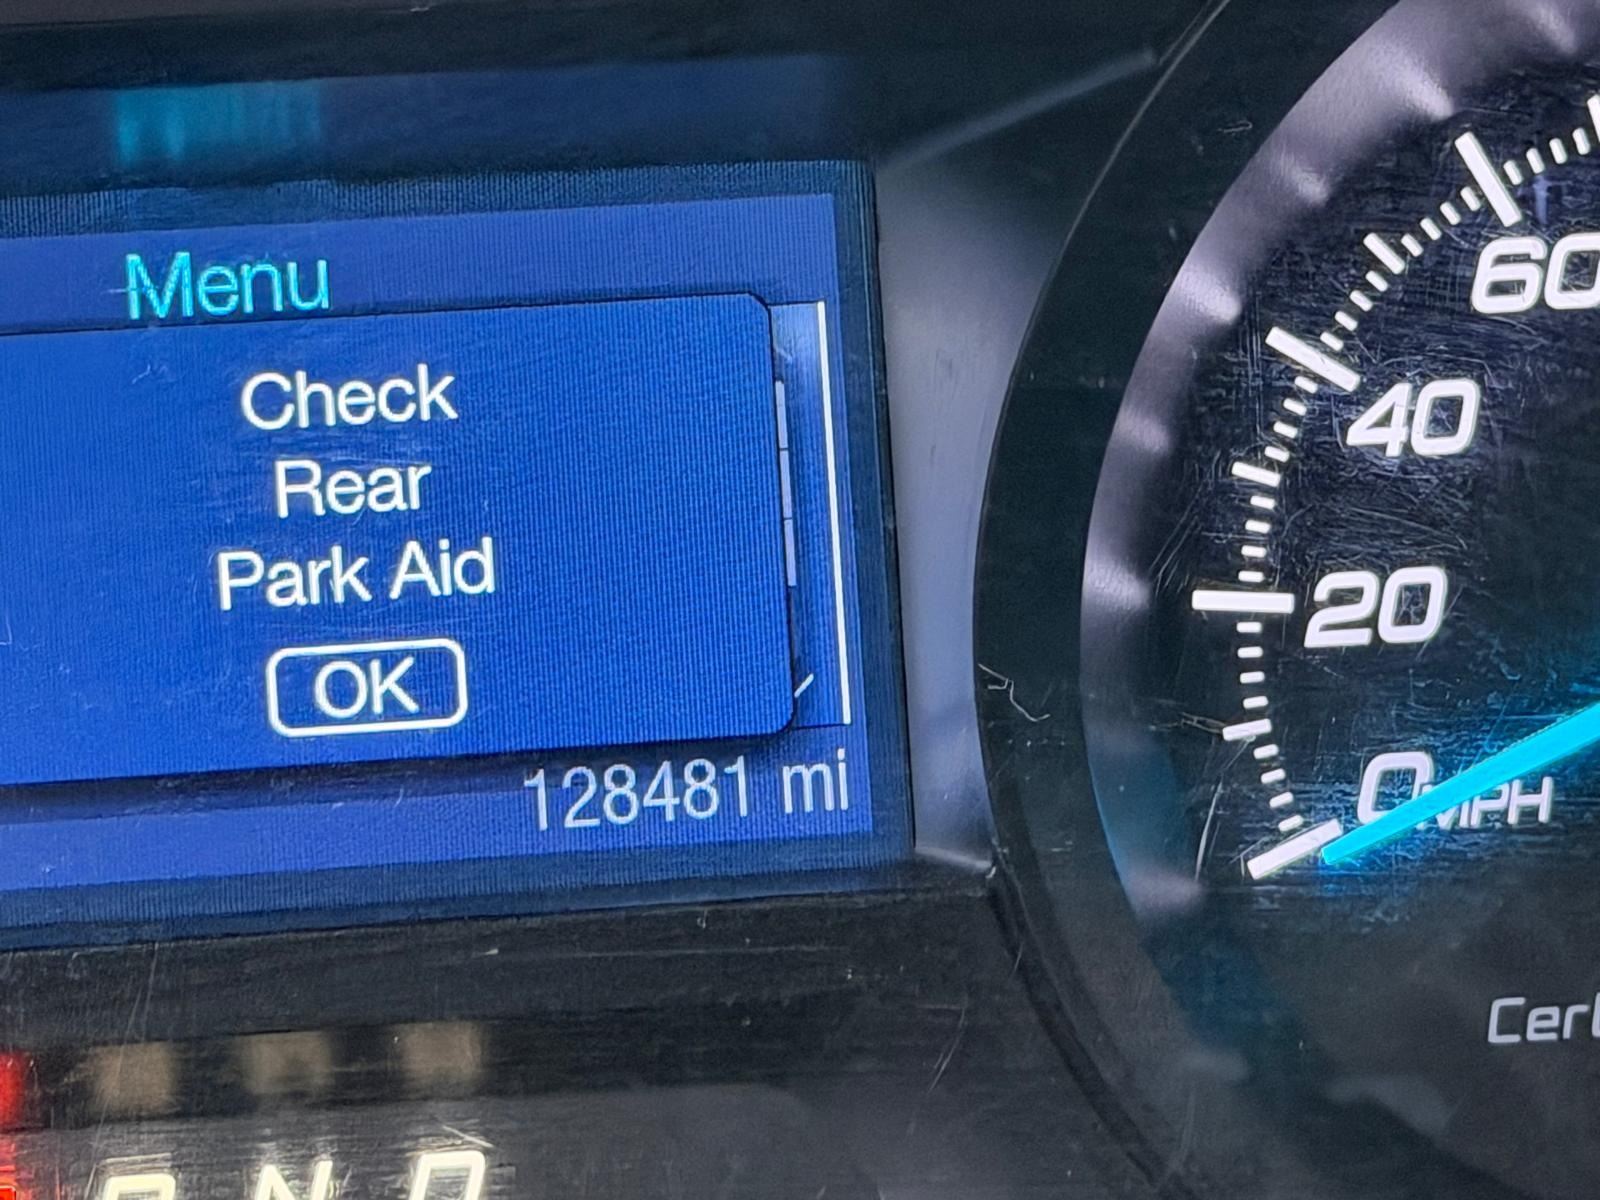 Menu
Check
Rear
Park Aid
OK
128481 mi
60
40
20
0 MPH
N D